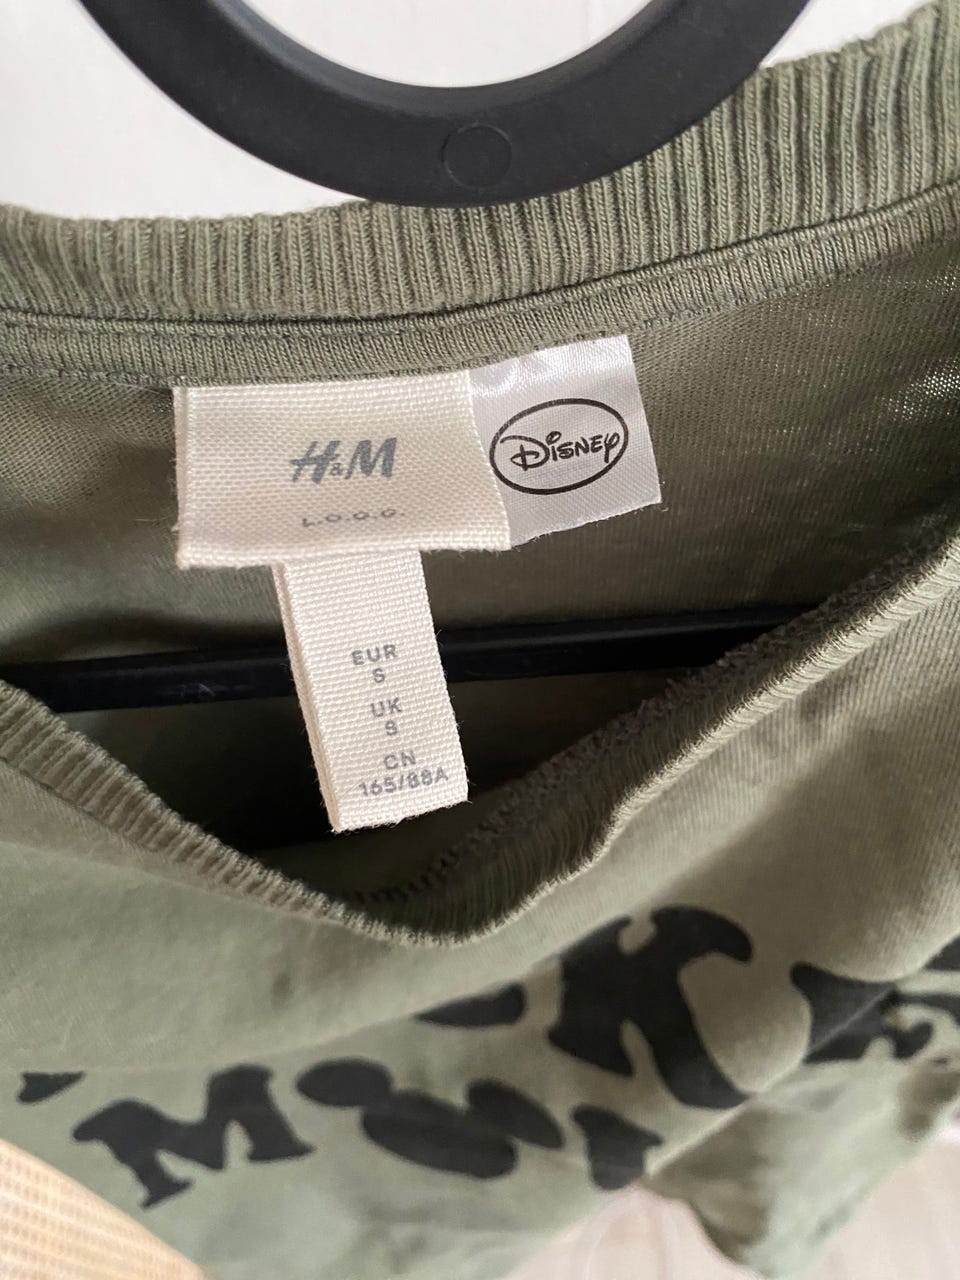 H&M
L.O.G.G.
Disney
EUR
S
UK
S
CN
165/88A
M